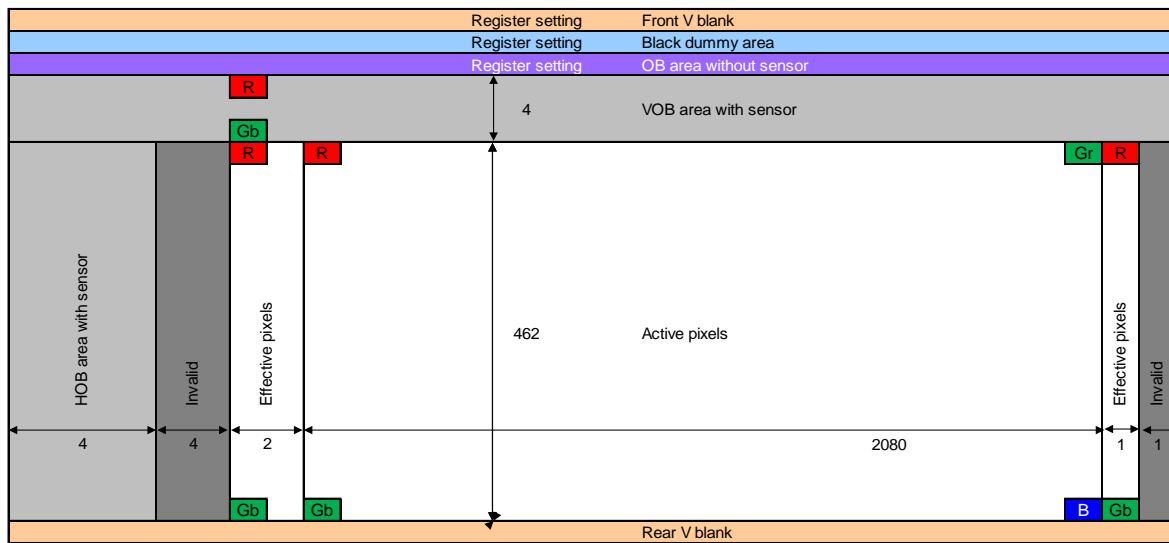 Register setting Front V blank
Register setting Black dummy area
Register setting OB area without sensor
R
4 VOB area with sensor
Gb
R R Gr R
HOB area with sensor
Invalid
Effective pixels
462 Active pixels
Effective pixels
Invalid
4 4 2 2080 1 1
Gb Gb B Gb
Rear V blank